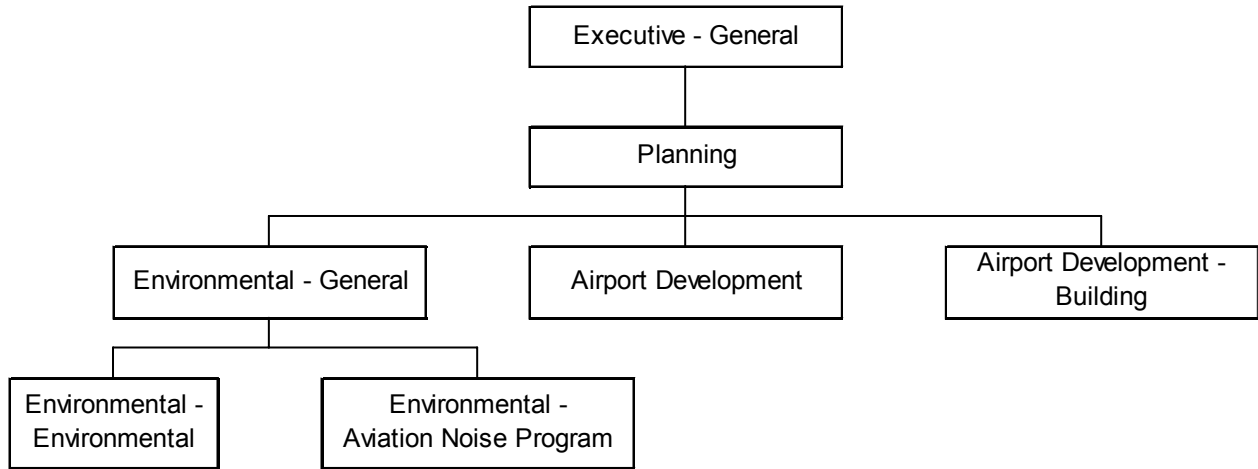 Executive - General
Planning
Environmental - General
Airport Development
Airport Development -
Building
Environmental -
Environmental
Environmental -
Aviation Noise Program